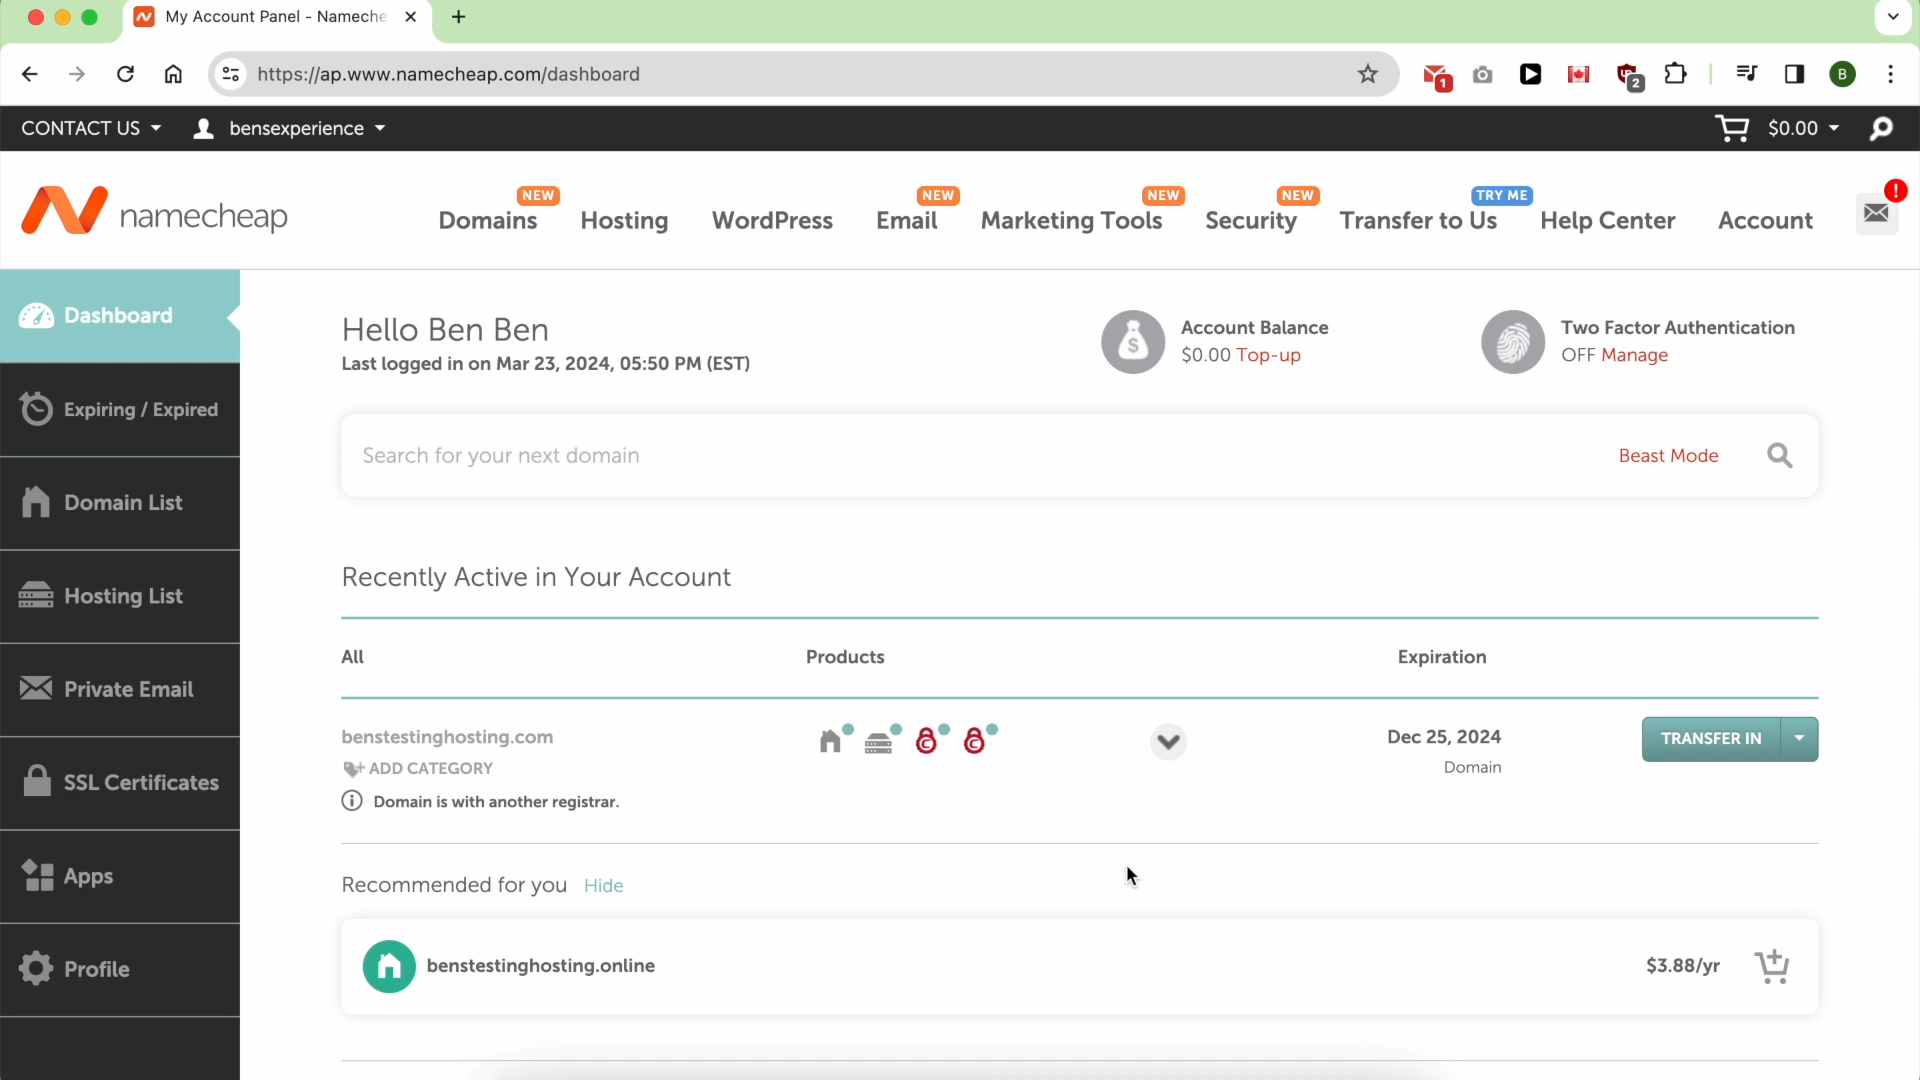 My Account Panel - Nameche
https://ap.www.namecheap.com/dashboard
1
2
B
CONTACT US
bensexperience
$0.00
namecheap
NEW
Domains
Hosting
WordPress
NEW
Email
NEW
Marketing Tools
NEW
Security
TRY ME
Transfer to Us
Help Center
Account
!
Dashboard
Expiring / Expired
Domain List
Hosting List
Private Email
SSL Certificates
Apps
Profile
Hello Ben Ben
Last logged in on Mar 23, 2024, 05:50 PM (EST)
$
Account Balance
$0.00 Top-up
Two Factor Authentication
OFF Manage
Search for your next domain
Beast Mode
Recently Active in Your Account
All
Products
Expiration
benstestinghosting.com
ADD CATEGORY
Domain is with another registrar.
Dec 25, 2024
Domain
TRANSFER IN
Recommended for you Hide
benstestinghosting.online
$3.88/yr